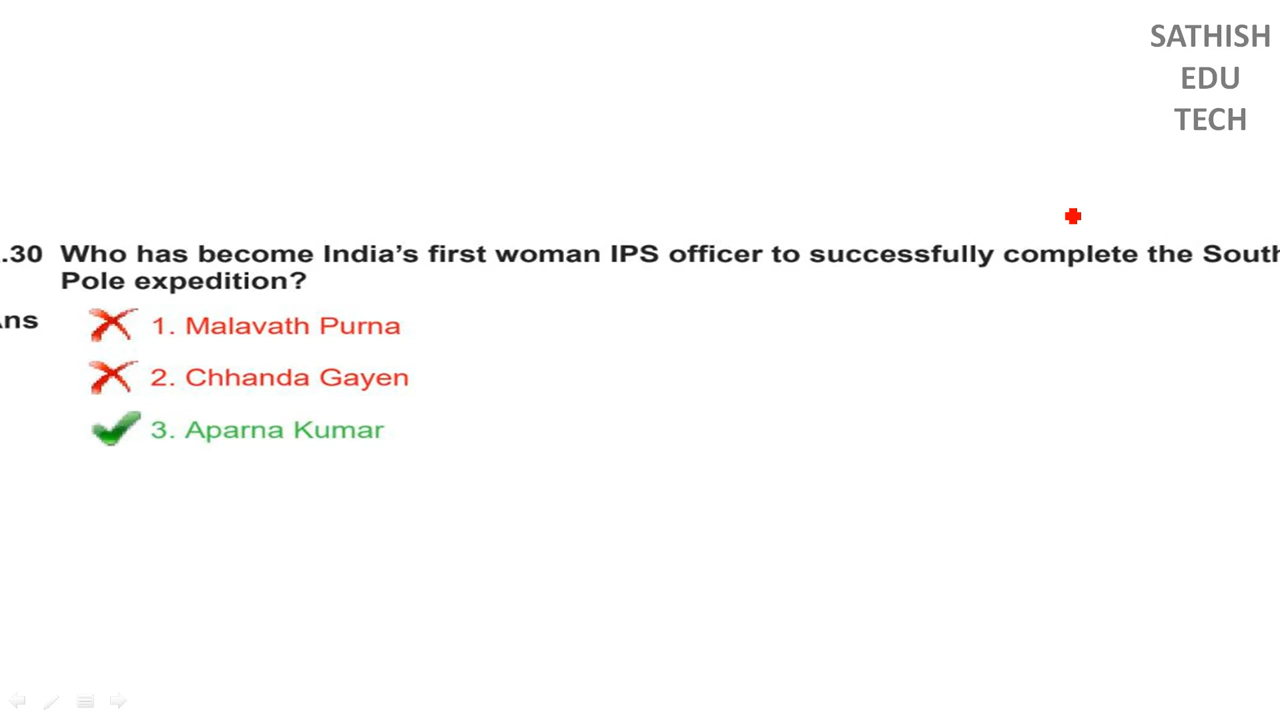 SATHISH
EDU
TECH
.30 Who has become India's first woman IPS officer to successfully complete the South
Pole expedition?
Ans
1. Malavath Purna
2. Chhanda Gayen
3. Aparna Kumar